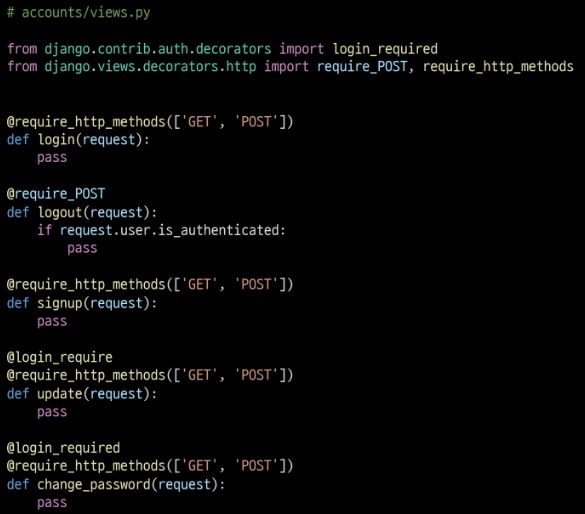 # accounts/views.py

from django.contrib.auth.decorators import login_required
from django.views.decorators.http import require_POST, require_http_methods


@require_http_methods(['GET', 'POST'])
def login(request):
    pass

@require_POST
def logout(request):
    if request.user.is_authenticated:
        pass

@require_http_methods(['GET', 'POST'])
def signup(request):
    pass

@login_require
@require_http_methods(['GET', 'POST'])
def update(request):
    pass

@login_required
@require_http_methods(['GET', 'POST'])
def change_password(request):
    pass